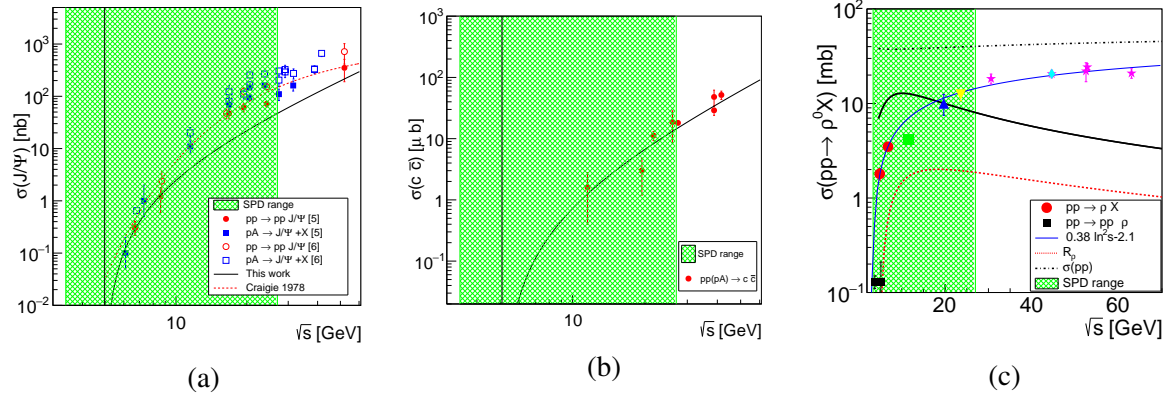 σ(J/Ψ) [nb]
10³
10²
10
1
10⁻¹
10⁻²
SPD range
pp → pp J/Ψ [5]
pA → J/Ψ +X [5]
pp → pp J/Ψ [6]
pA → J/Ψ +X [6]
This work
Craigie 1978
10
√s [GeV]
(a)
σ(c c̅) [μ b]
10³
10²
10
1
10⁻¹
SPD range
pp(pA) → c c̅
10
√s [GeV]
(b)
σ(pp → ρ⁰X) [mb]
10²
10
1
10⁻¹
pp → ρ X
pp → pp ρ
0.38 ln²s-2.1
R_ρ
σ(pp)
SPD range
20
40
60
√s [GeV]
(c)